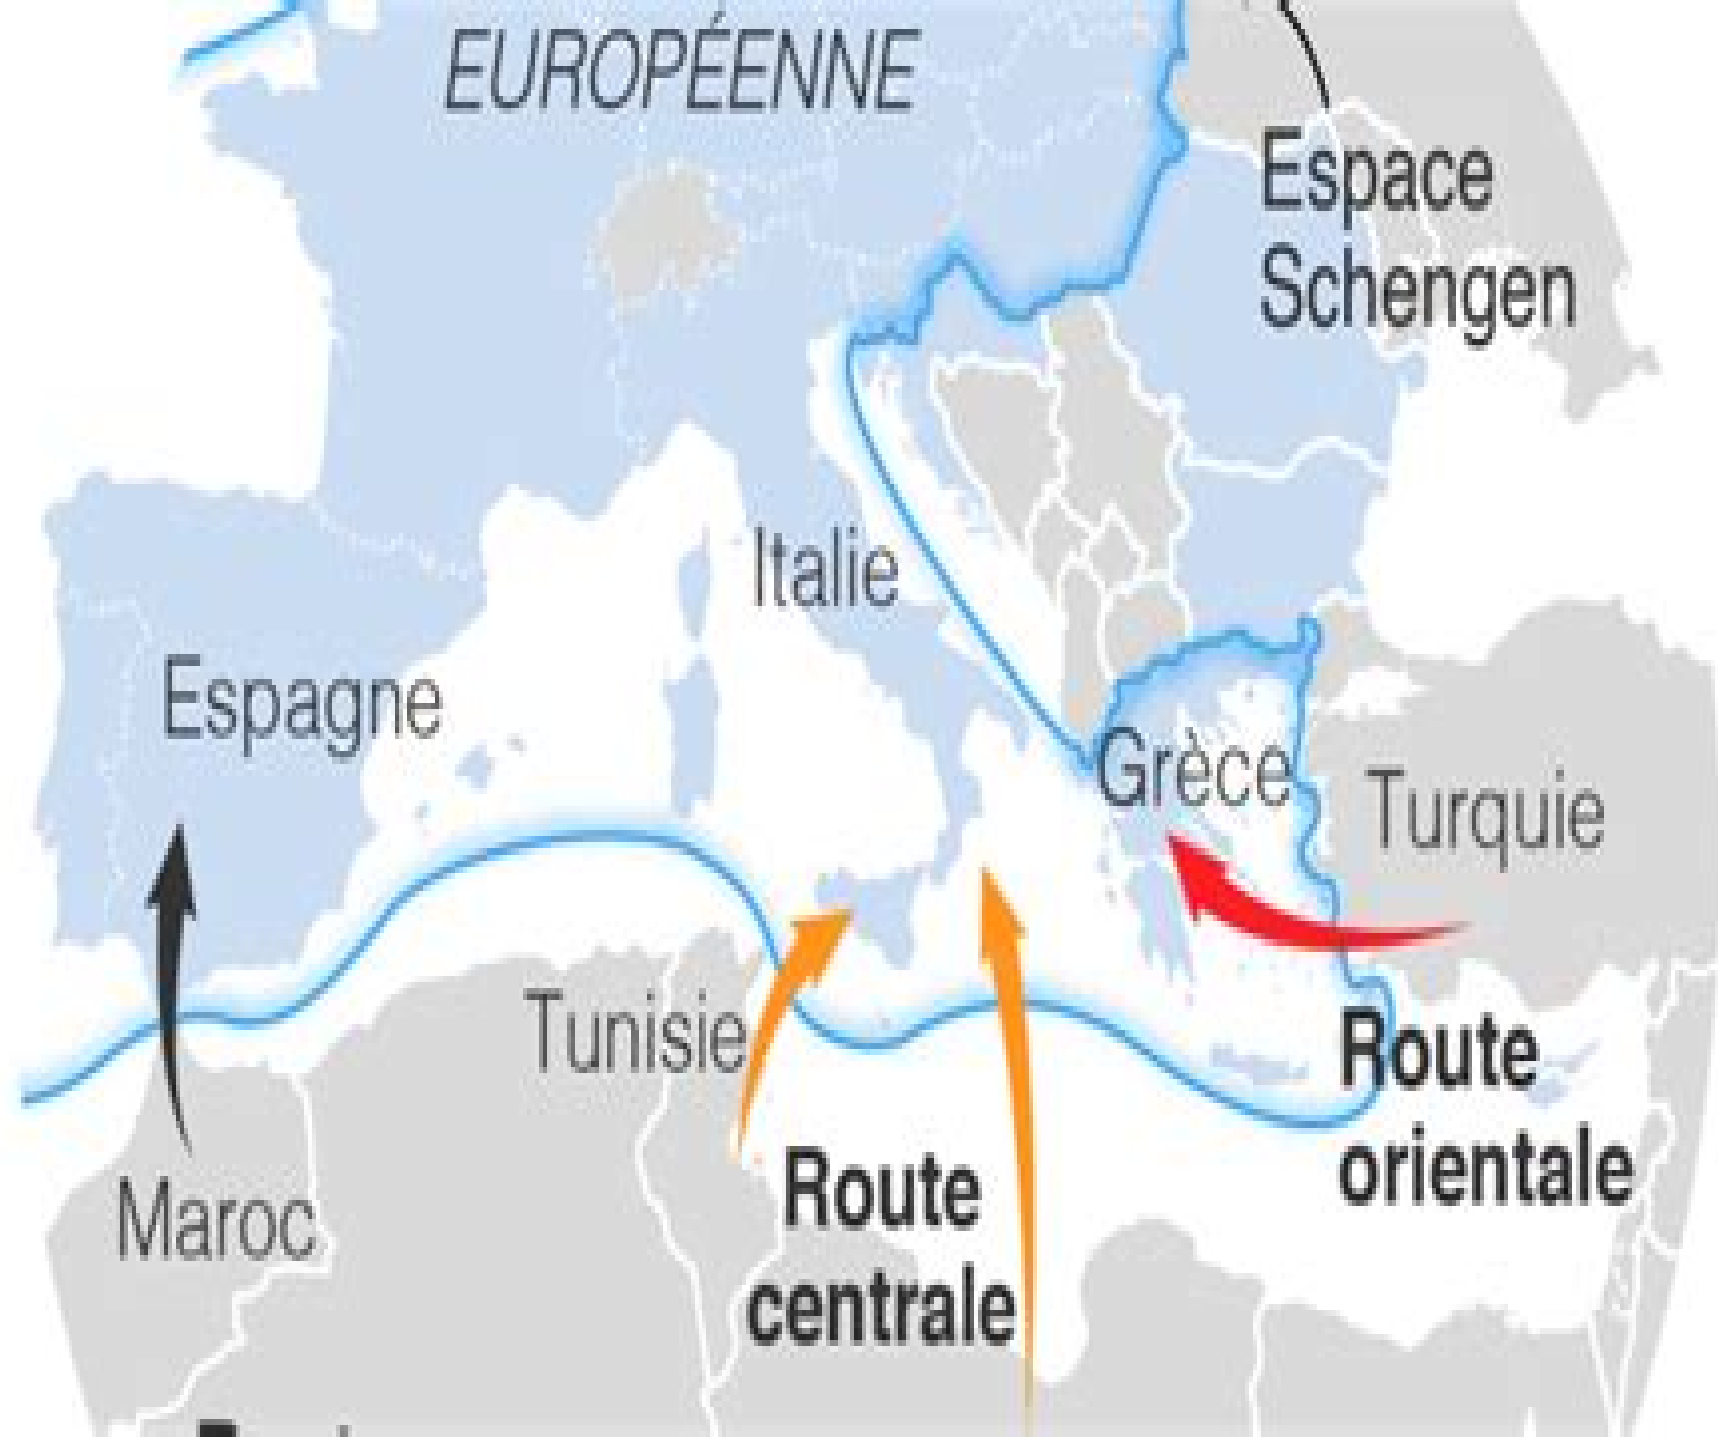 EUROPÉENNE
Espace
Schengen
Italie
Espagne
Grèce
Turquie
Tunisie
Route
orientale
Route
centrale
Maroc